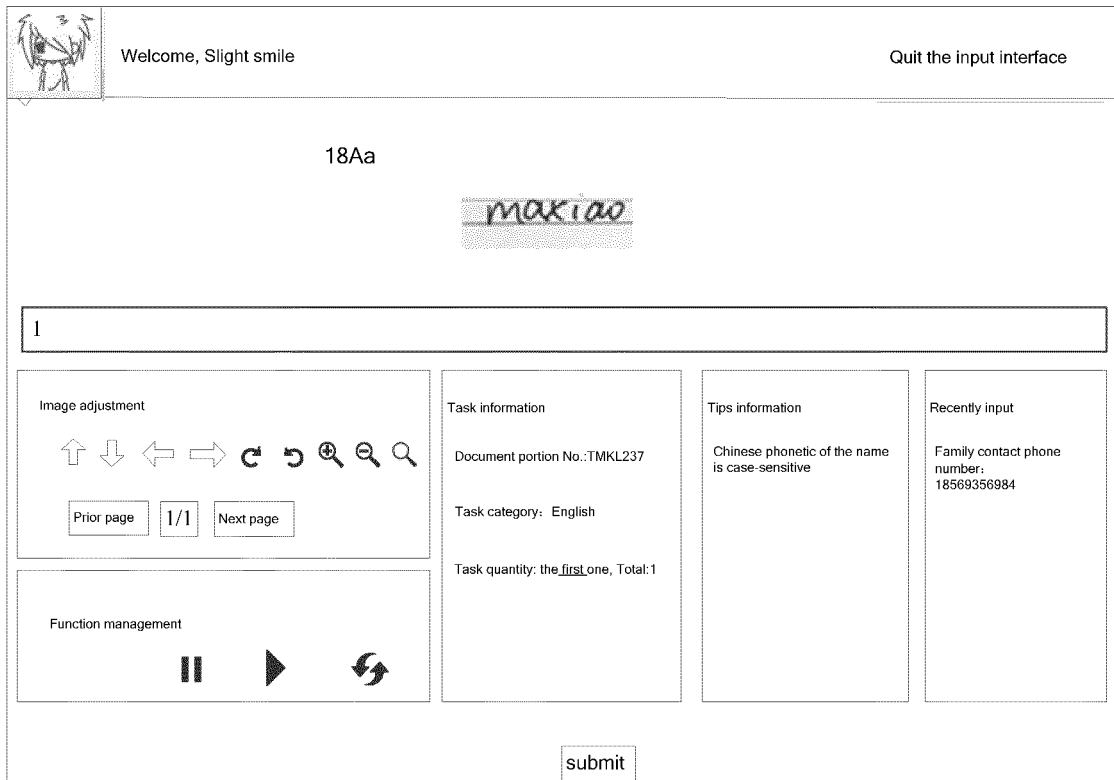 Welcome, Slight smile
Quit the input interface
18Aa
maxiao
1
Image adjustment
Prior page
1/1
Next page
Function management
Task information
Document portion No.:TMKL237
Task category: English
Task quantity: the first one, Total:1
Tips information
Chinese phonetic of the name
is case-sensitive
Recently input
Family contact phone
number:
18569356984
submit